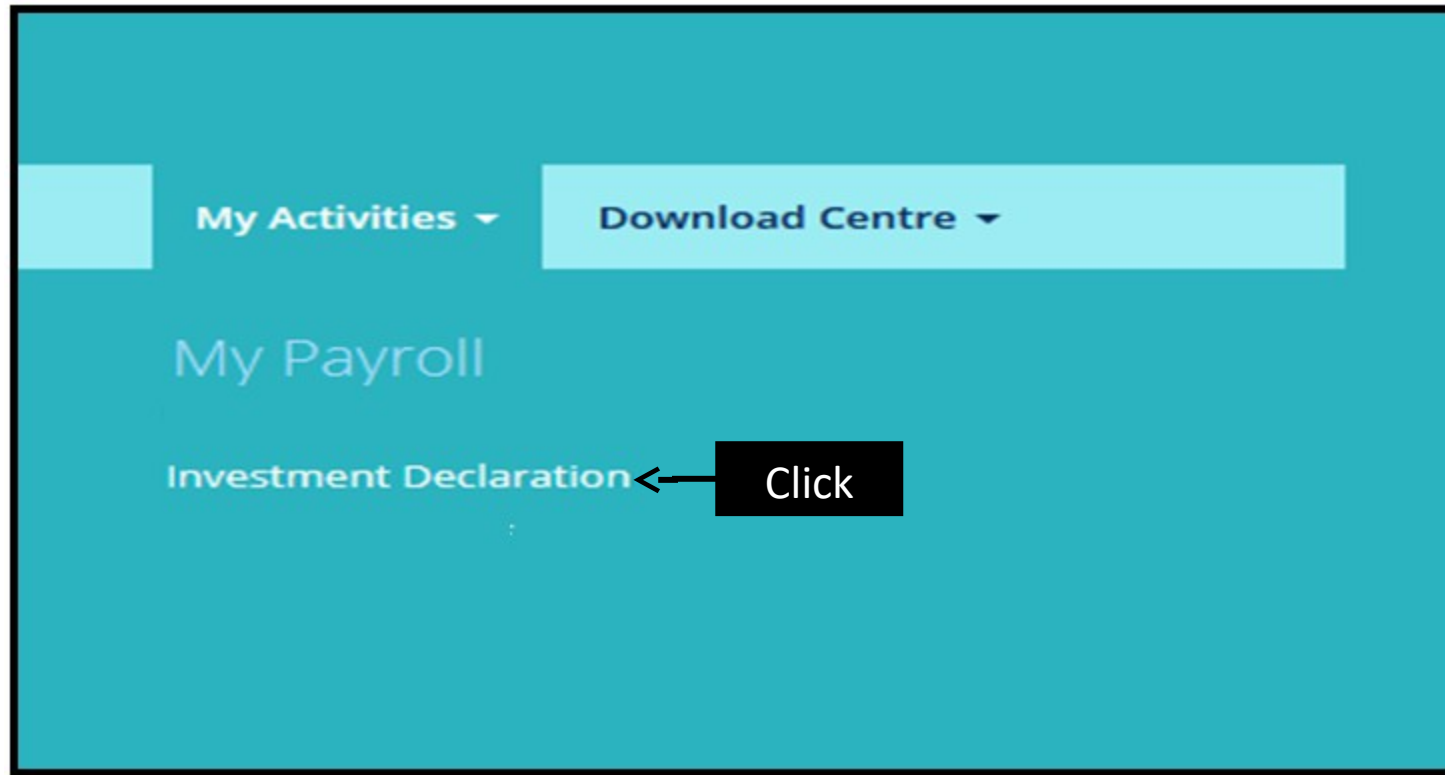 My Activities Download Centre
My Payroll
Investment Declaration
Click